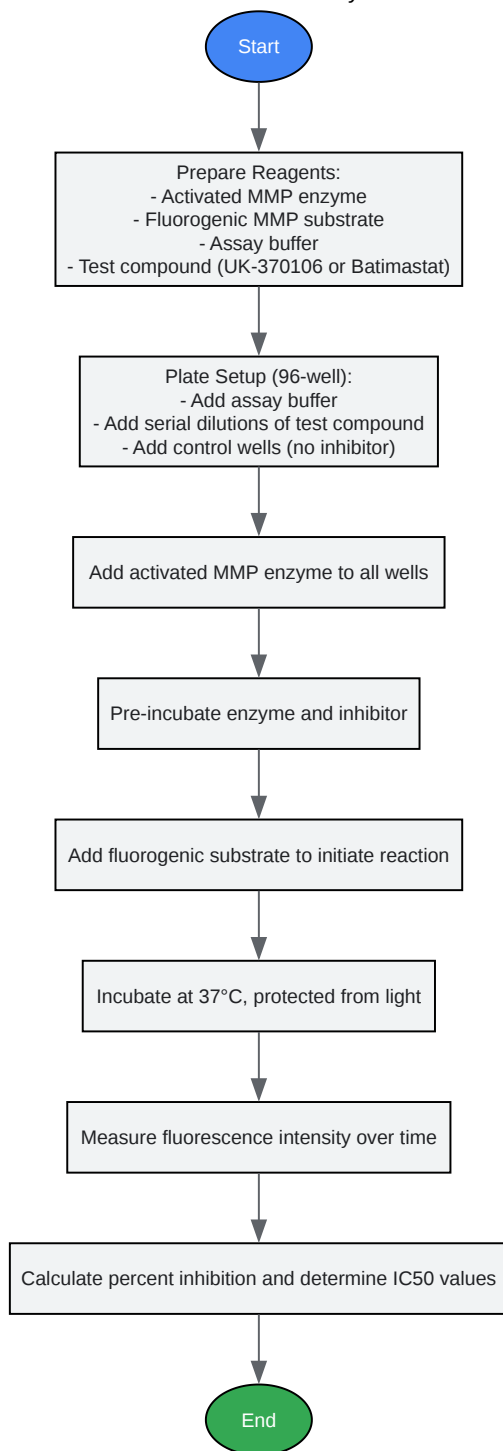 Start
Prepare Reagents:
- Activated MMP enzyme
- Fluorogenic MMP substrate
- Assay buffer
- Test compound (UK-370106 or Batimastat)
Plate Setup (96-well):
- Add assay buffer
- Add serial dilutions of test compound
- Add control wells (no inhibitor)
Add activated MMP enzyme to all wells
Pre-incubate enzyme and inhibitor
Add fluorogenic substrate to initiate reaction
Incubate at 37°C, protected from light
Measure fluorescence intensity over time
Calculate percent inhibition and determine IC50 values
End